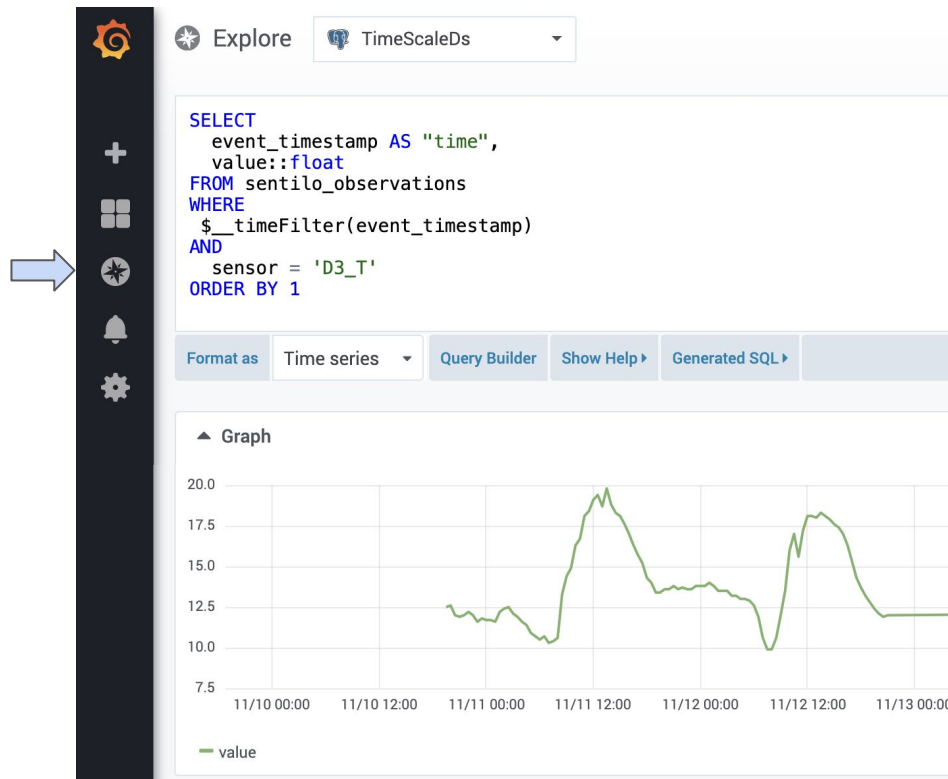 Explore
TimeScaleDs
SELECT
event_timestamp AS "time",
value::float
FROM sentilo_observations
WHERE
$__timeFilter(event_timestamp)
AND
sensor = 'D3_T'
ORDER BY 1
Format as Time series Query Builder Show Help Generated SQL
Graph
20.0
17.5
15.0
12.5
10.0
7.5
11/10 00:00 11/10 12:00 11/11 00:00 11/11 12:00 11/12 00:00 11/12 12:00 11/13 00:00
value